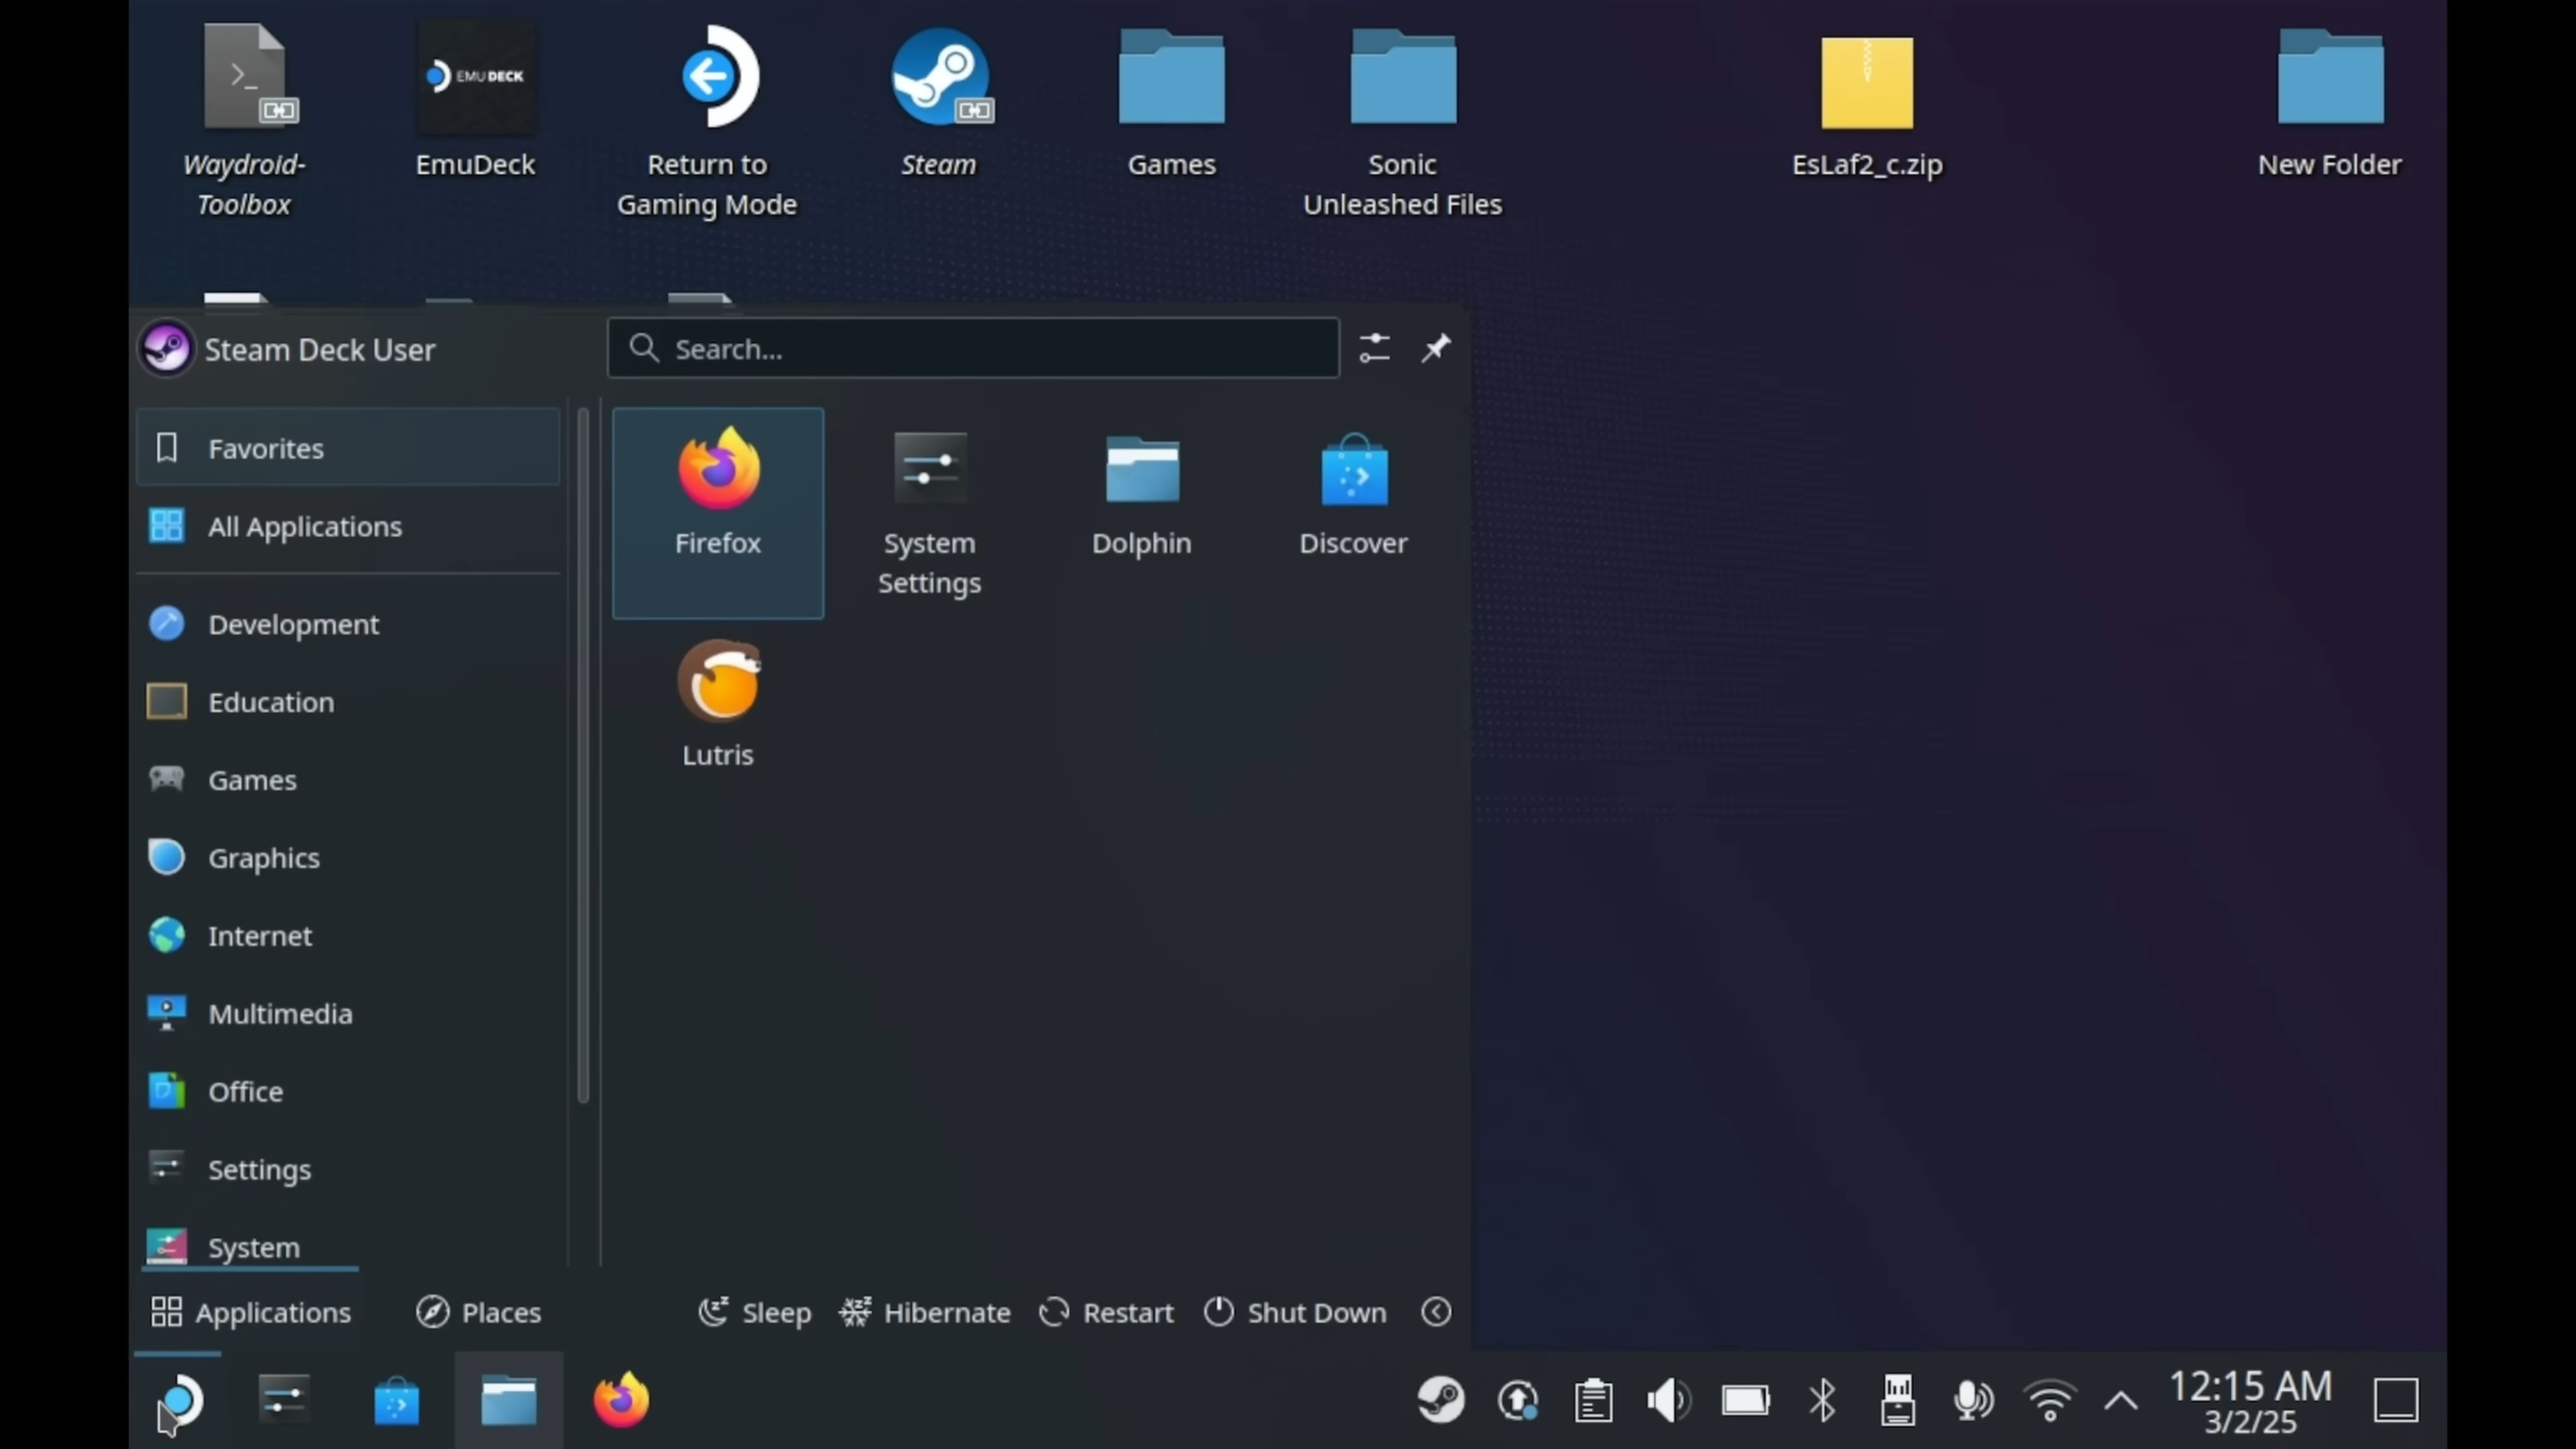 EMUDECK
Waydroid-
Toolbox
EmuDeck
Return to
Gaming Mode
Steam
Games
Sonic
Unleashed Files
EsLaf2_c.zip
New Folder
Steam Deck User
Search...
Favorites
All Applications
Development
Education
Games
Graphics
Internet
Multimedia
Office
Settings
System
Firefox
System
Settings
Dolphin
Discover
Lutris
Applications
Places
Sleep
Hibernate
Restart
Shut Down
12:15 AM
3/2/25